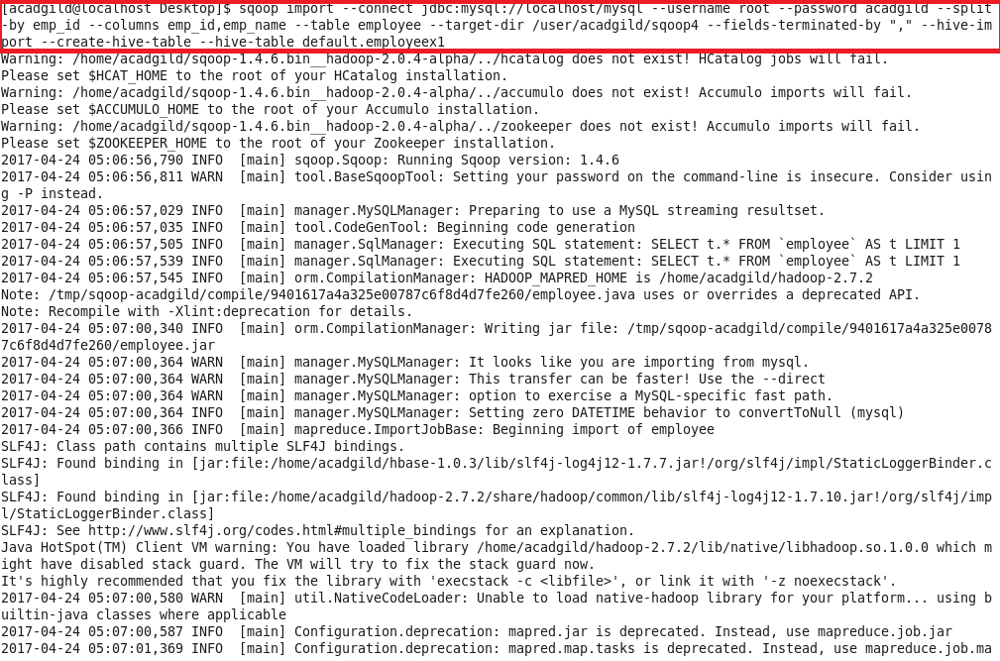 [acadgild@localhost Desktop]$ sqoop import --connect jdbc:mysql://localhost/mysql --username root --password acadgild --split
-by emp_id --columns emp_id,emp_name --table employee --target-dir /user/acadgild/sqoop4 --fields-terminated-by "," --hive-im
port --create-hive-table --hive-table default.employeex1
Warning: /home/acadgild/sqoop-1.4.6.bin__hadoop-2.0.4-alpha/../hcatalog does not exist! HCatalog jobs will fail.
Please set $HCAT_HOME to the root of your HCatalog installation.
Warning: /home/acadgild/sqoop-1.4.6.bin__hadoop-2.0.4-alpha/../accumulo does not exist! Accumulo imports will fail.
Please set $ACCUMULO_HOME to the root of your Accumulo installation.
Warning: /home/acadgild/sqoop-1.4.6.bin__hadoop-2.0.4-alpha/../zookeeper does not exist! Accumulo imports will fail.
Please set $ZOOKEEPER_HOME to the root of your Zookeeper installation.
2017-04-24 05:06:56,790 INFO  [main] sqoop.Sqoop: Running Sqoop version: 1.4.6
2017-04-24 05:06:56,811 WARN  [main] tool.BaseSqoopTool: Setting your password on the command-line is insecure. Consider usin
g -P instead.
2017-04-24 05:06:57,029 INFO  [main] manager.MySQLManager: Preparing to use a MySQL streaming resultset.
2017-04-24 05:06:57,035 INFO  [main] tool.CodeGenTool: Beginning code generation
2017-04-24 05:06:57,505 INFO  [main] manager.SqlManager: Executing SQL statement: SELECT t.* FROM `employee` AS t LIMIT 1
2017-04-24 05:06:57,539 INFO  [main] manager.SqlManager: Executing SQL statement: SELECT t.* FROM `employee` AS t LIMIT 1
2017-04-24 05:06:57,545 INFO  [main] orm.CompilationManager: HADOOP_MAPRED_HOME is /home/acadgild/hadoop-2.7.2
Note: /tmp/sqoop-acadgild/compile/9401617a4a325e00787c6f8d4d7fe260/employee.java uses or overrides a deprecated API.
Note: Recompile with -Xlint:deprecation for details.
2017-04-24 05:07:00,340 INFO  [main] orm.CompilationManager: Writing jar file: /tmp/sqoop-acadgild/compile/9401617a4a325e0078
7c6f8d4d7fe260/employee.jar
2017-04-24 05:07:00,364 WARN  [main] manager.MySQLManager: It looks like you are importing from mysql.
2017-04-24 05:07:00,364 WARN  [main] manager.MySQLManager: This transfer can be faster! Use the --direct
2017-04-24 05:07:00,364 WARN  [main] manager.MySQLManager: option to exercise a MySQL-specific fast path.
2017-04-24 05:07:00,364 INFO  [main] manager.MySQLManager: Setting zero DATETIME behavior to convertToNull (mysql)
2017-04-24 05:07:00,366 INFO  [main] mapreduce.ImportJobBase: Beginning import of employee
SLF4J: Class path contains multiple SLF4J bindings.
SLF4J: Found binding in [jar:file:/home/acadgild/hbase-1.0.3/lib/slf4j-log4j12-1.7.7.jar!/org/slf4j/impl/StaticLoggerBinder.c
lass]
SLF4J: Found binding in [jar:file:/home/acadgild/hadoop-2.7.2/share/hadoop/common/lib/slf4j-log4j12-1.7.10.jar!/org/slf4j/imp
l/StaticLoggerBinder.class]
SLF4J: See http://www.slf4j.org/codes.html#multiple_bindings for an explanation.
Java HotSpot(TM) Client VM warning: You have loaded library /home/acadgild/hadoop-2.7.2/lib/native/libhadoop.so.1.0.0 which m
ight have disabled stack guard. The VM will try to fix the stack guard now.
It's highly recommended that you fix the library with 'execstack -c <libfile>', or link it with '-z noexecstack'.
2017-04-24 05:07:00,580 WARN  [main] util.NativeCodeLoader: Unable to load native-hadoop library for your platform... using b
uiltin-java classes where applicable
2017-04-24 05:07:00,587 INFO  [main] Configuration.deprecation: mapred.jar is deprecated. Instead, use mapreduce.job.jar
2017-04-24 05:07:01,369 INFO  [main] Configuration.deprecation: mapred.map.tasks is deprecated. Instead, use mapreduce.job.ma